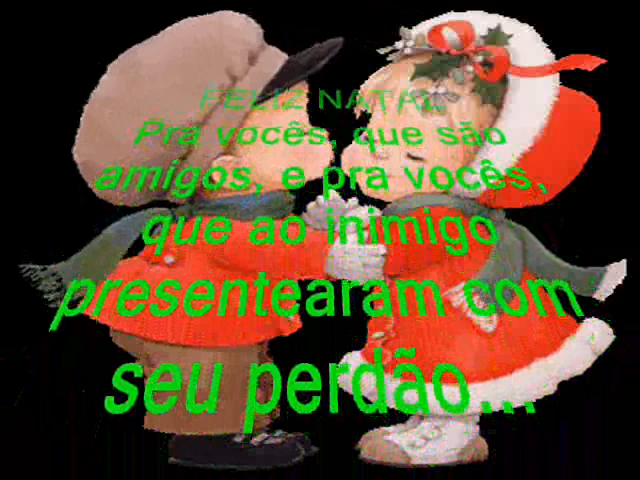 FELIZ NATAL
Pra vocês, que são
amigos, e pra vocês,
que ao inimigo
presentearam com
seu perdão...